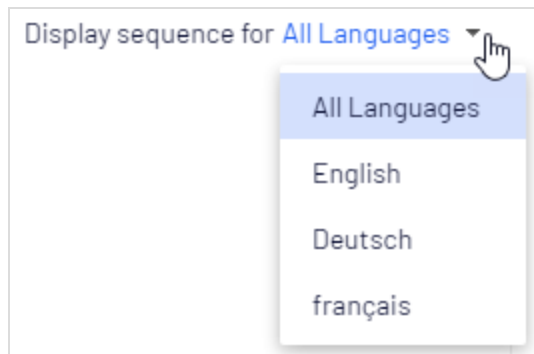 Display sequence for All Languages
All Languages
English
Deutsch
français